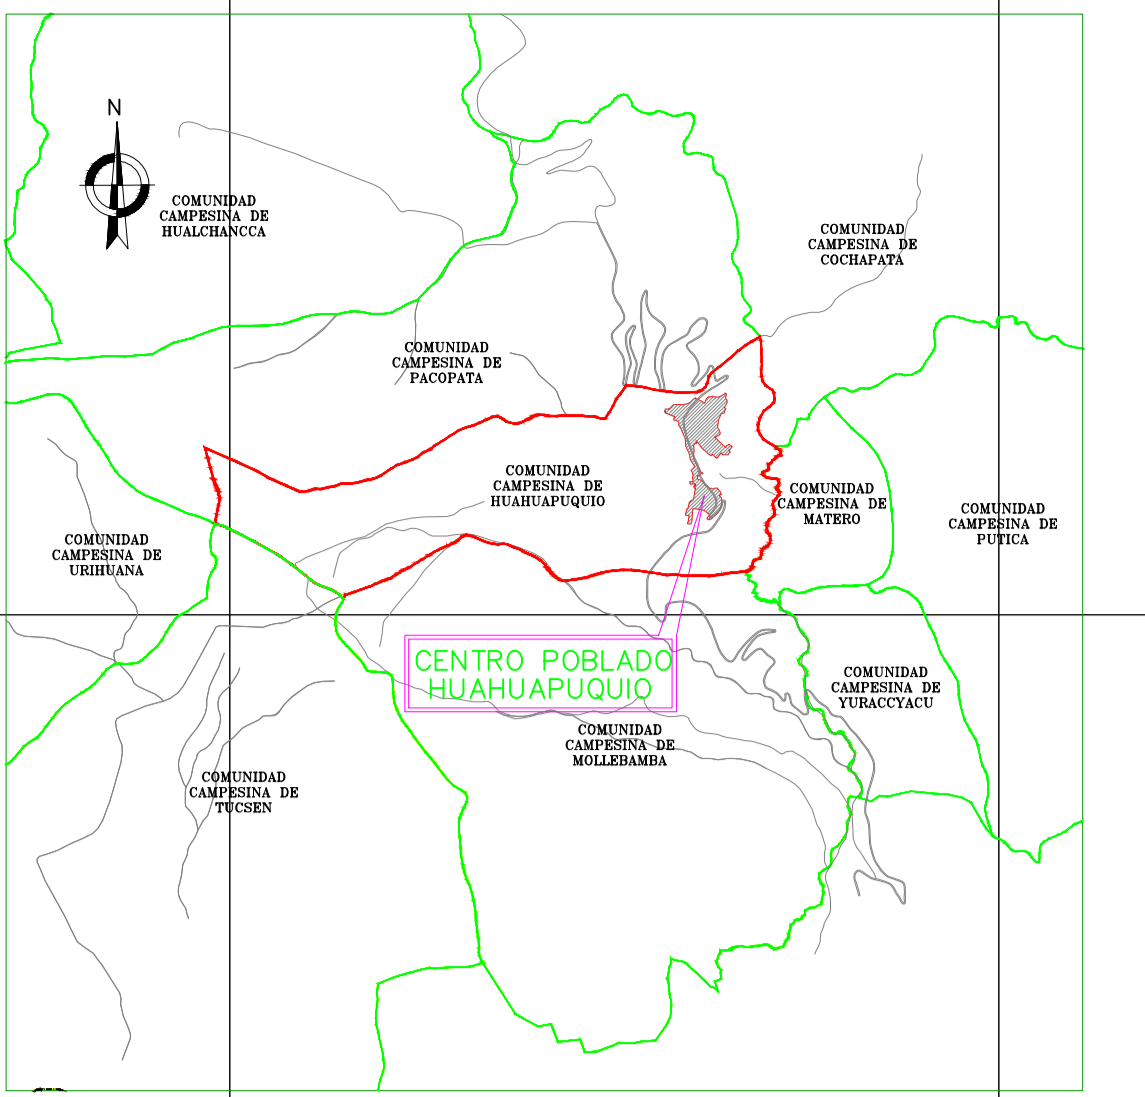 N
COMUNIDAD
CAMPESINA DE
HUALCHANCCA
COMUNIDAD
CAMPESINA DE
COCHAPATA
COMUNIDAD
CAMPESINA DE
PACOPATA
COMUNIDAD
CAMPESINA DE
HUAHUAPUQUIO
COMUNIDAD
CAMPESINA DE
MATERO
COMUNIDAD
CAMPESINA DE
PUTICA
COMUNIDAD
CAMPESINA DE
URIHUANA
CENTRO POBLADO
HUAHUAPUQUIO
COMUNIDAD
CAMPESINA DE
YURACCYACU
COMUNIDAD
CAMPESINA DE
MOLLEBAMBA
COMUNIDAD
CAMPESINA DE
TUCSEN